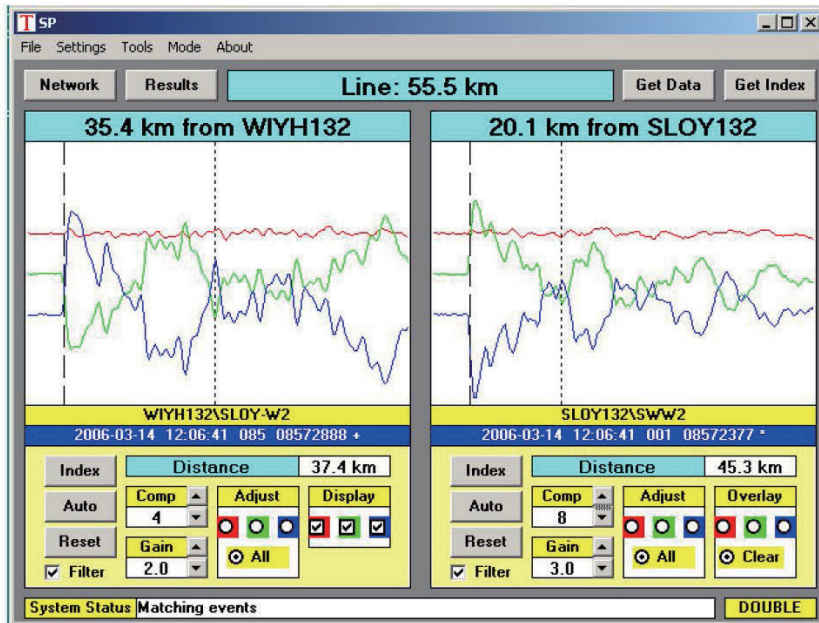 T SP
File Settings Tools Mode About
Network Results Line: 55.5 km Get Data Get Index
35.4 km from WIYH132
WIYH132\SLOY-W2
2006-03-14 12:06:41 085 08572888 +
Index Distance 37.4 km
Auto Comp Adjust Display
4
Reset Gain All
Filter 2.0
20.1 km from SLOY132
SLOY132\SWW2
2006-03-14 12:06:41 001 08572377 *
Index Distance 45.3 km
Auto Comp Adjust Overlay
8
Reset Gain All Clear
Filter 3.0
System Status Matching events DOUBLE